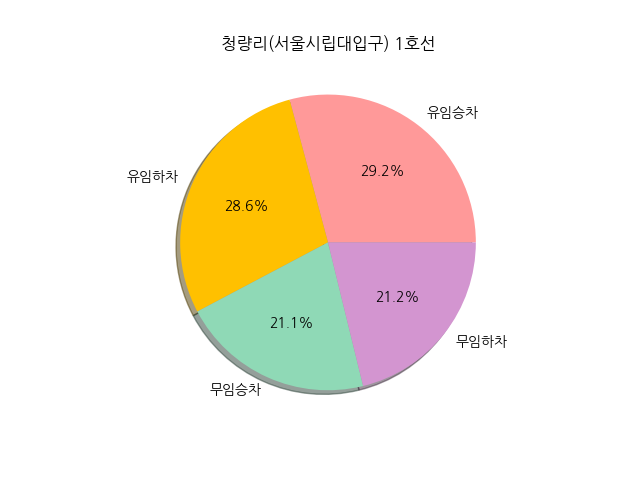 청량리(서울시립대입구) 1호선
유임승차
29.2%
유임하차
28.6%
21.1%
무임승차
21.2%
무임하차